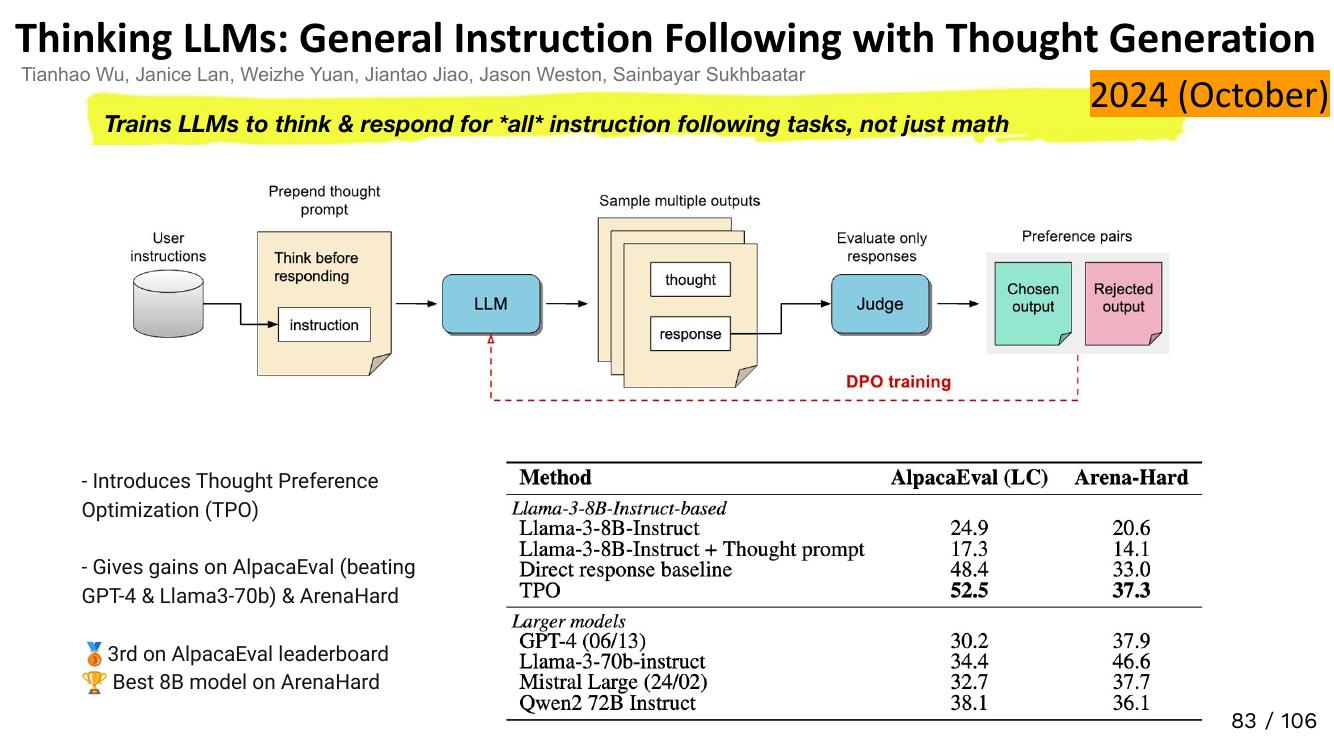 Thinking LLMs: General Instruction Following with Thought Generation
Tianhao Wu, Janice Lan, Weizhe Yuan, Jiantao Jiao, Jason Weston, Sainbayar Sukhbaatar
2024 (October)
Trains LLMs to think & respond for *all* instruction following tasks, not just math
User
instructions
Prepend thought
prompt
Think before
responding
instruction
LLM
Sample multiple outputs
thought
response
Evaluate only
responses
Judge
Preference pairs
Chosen
output
Rejected
output
DPO training
- Introduces Thought Preference
Optimization (TPO)
- Gives gains on AlpacaEval (beating
GPT-4 & Llama3-70b) & ArenaHard
🥉3rd on AlpacaEval leaderboard
🏆 Best 8B model on ArenaHard
Method AlpacaEval (LC) Arena-Hard
Llama-3-8B-Instruct-based
Llama-3-8B-Instruct 24.9 20.6
Llama-3-8B-Instruct + Thought prompt 17.3 14.1
Direct response baseline 48.4 33.0
TPO 52.5 37.3
Larger models
GPT-4 (06/13) 30.2 37.9
Llama-3-70b-instruct 34.4 46.6
Mistral Large (24/02) 32.7 37.7
Qwen2 72B Instruct 38.1 36.1
83 / 106